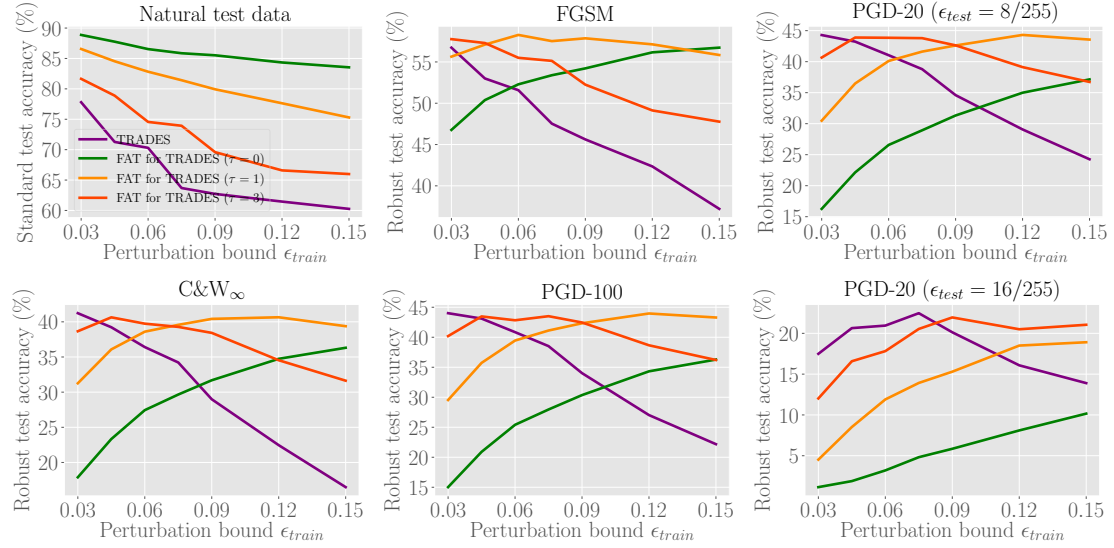 Natural test data
FGSM
PGD-20 (ϵtest = 8/255)
Standard test accuracy (%)
90
85
80
75
70
65
60
TRADES
FAT for TRADES (τ = 0)
FAT for TRADES (τ = 1)
FAT for TRADES (τ = 3)
0.03 0.06 0.09 0.12 0.15
Perturbation bound ϵtrain
Robust test accuracy (%)
55
50
45
40
0.03 0.06 0.09 0.12 0.15
Perturbation bound ϵtrain
Robust test accuracy (%)
45
40
35
30
25
20
15
0.03 0.06 0.09 0.12 0.15
Perturbation bound ϵtrain
C&W∞
PGD-100
PGD-20 (ϵtest = 16/255)
Robust test accuracy (%)
40
35
30
25
20
0.03 0.06 0.09 0.12 0.15
Perturbation bound ϵtrain
Robust test accuracy (%)
45
40
35
30
25
20
15
0.03 0.06 0.09 0.12 0.15
Perturbation bound ϵtrain
Robust test accuracy (%)
20
15
10
5
0.03 0.06 0.09 0.12 0.15
Perturbation bound ϵtrain